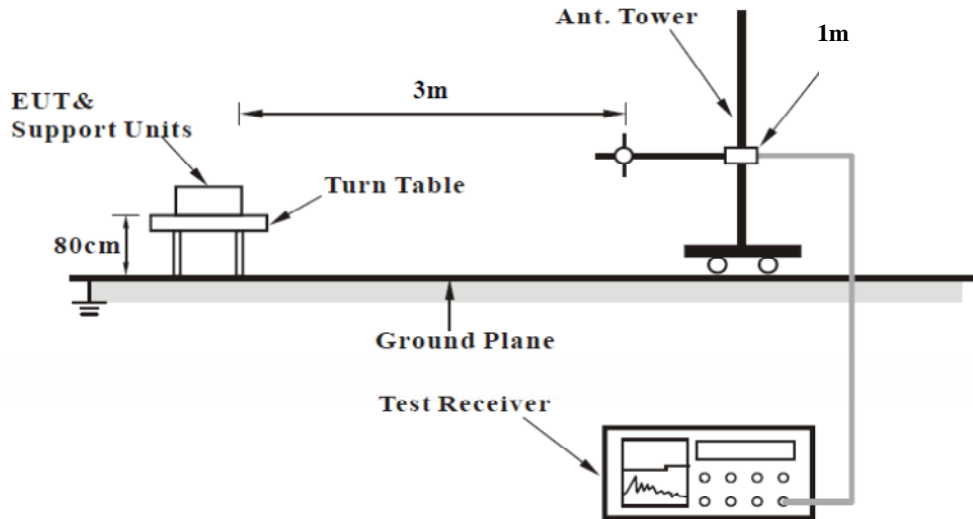 Ant. Tower
1m
3m
EUT&
Support Units
Turn Table
80cm
Ground Plane
Test Receiver